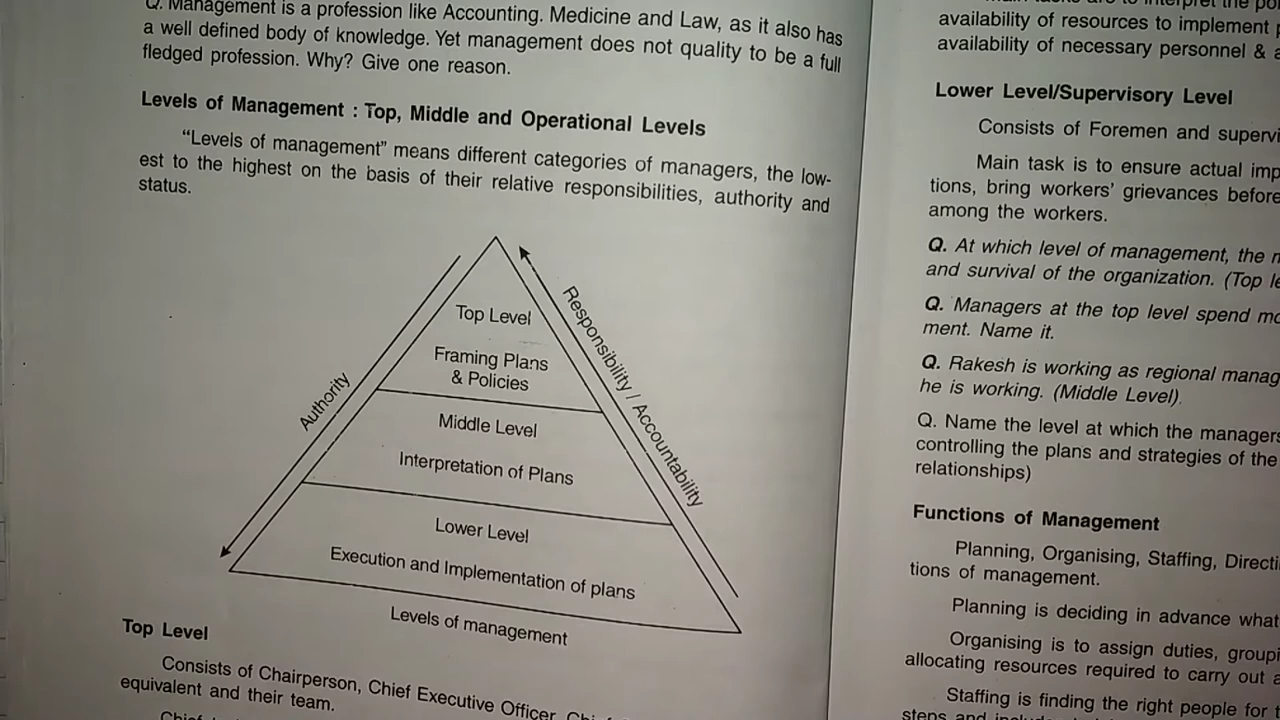 Q. Management is a profession like Accounting. Medicine and Law, as it also has
a well defined body of knowledge. Yet management does not quality to be a full
fledged profession. Why? Give one reason.
Levels of Management : Top, Middle and Operational Levels
"Levels of management" means different categories of managers, the low-
est to the highest on the basis of their relative responsibilities, authority and
status.
Authority
Responsibility / Accountability
Top Level
Framing Plans
& Policies
Middle Level
Interpretation of Plans
Lower Level
Execution and Implementation of plans
Levels of management
Top Level
Consists of Chairperson, Chief Executive Officer,
equivalent and their team.
to interpret the
availability of resources to implement
availability of necessary personnel &
Lower Level/Supervisory Level
Consists of Foremen and
Main task is to ensure actual
tions, bring workers' grievances before
among the workers.
Q. At which level of management, the
and survival of the organization. (Top
Q. Managers at the top level spend
ment. Name it.
Q. Rakesh is working as regional
he is working. (Middle Level).
Q. Name the level at which the managers
controlling the plans and strategies of the
relationships)
Functions of Management
Planning, Organising, Staffing,
tions of management.
Planning is deciding in advance what
Organising is to assign duties,
allocating resources required to carry out
Staffing is finding the right people for
steps and